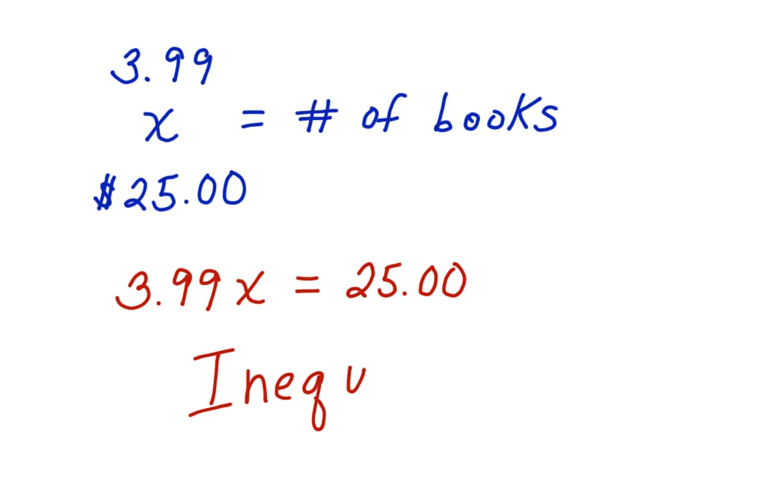 3.99
x = # of books
$25.00
3.99x = 25.00
Inequ